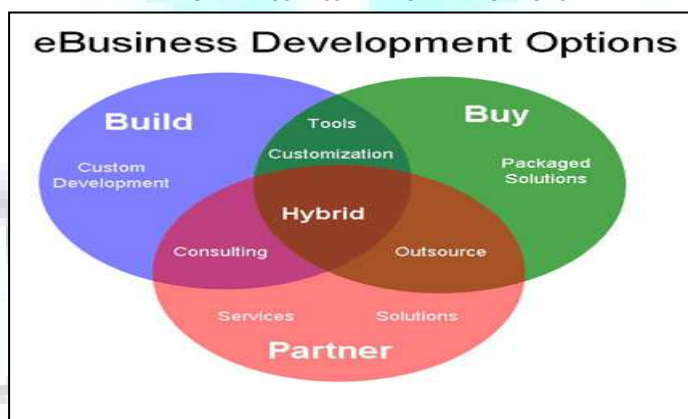 eBusiness Development Options
Build
Buy
Tools
Customization
Custom
Development
Packaged
Solutions
Hybrid
Consulting
Outsource
Services
Solutions
Partner